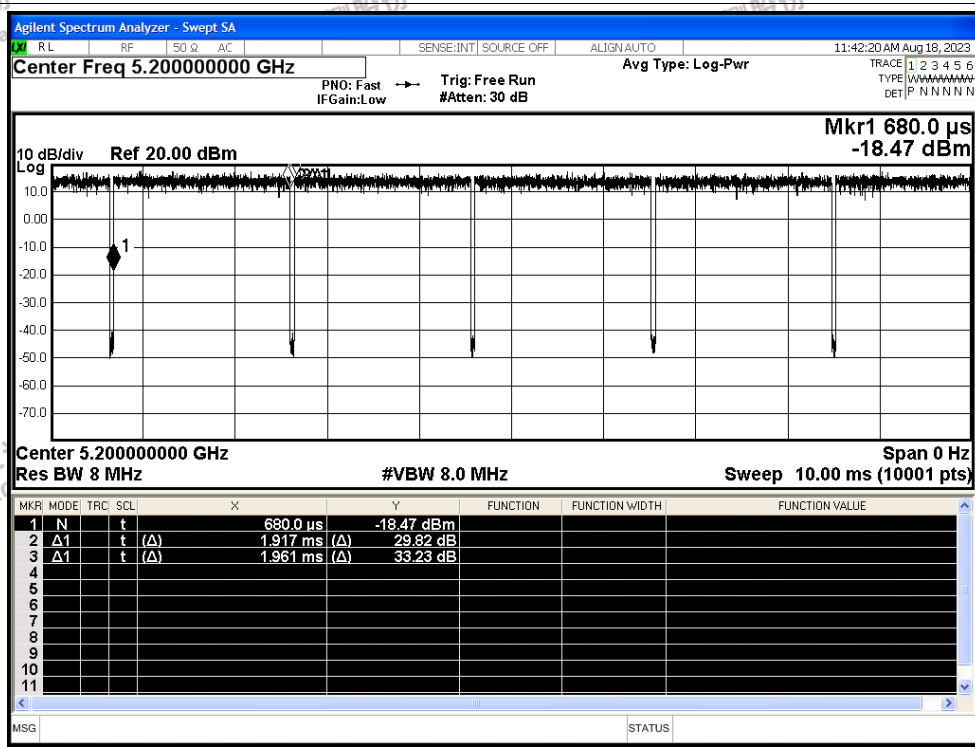 Agilent Spectrum Analyzer - Swept SA
LXI RL RF 50 Ω AC SENSE:INT SOURCE OFF ALIGN AUTO 11:42:20 AM Aug 18, 2023
Center Freq 5.200000000 GHz
PNO: Fast
IFGain:Low
Trig: Free Run
#Atten: 30 dB
Avg Type: Log-Pwr
TRACE 1 2 3 4 5 6
TYPE
DET P N N N N N
Mkr1 680.0 µs
-18.47 dBm
10 dB/div Ref 20.00 dBm
Log
10.0
0.00
-10.0
1
-20.0
-30.0
-40.0
-50.0
-60.0
-70.0
Center 5.200000000 GHz Span 0 Hz
Res BW 8 MHz #VBW 8.0 MHz Sweep 10.00 ms (10001 pts)
MKR MODE TRC SCL X Y FUNCTION FUNCTION WIDTH FUNCTION VALUE
1 N t 680.0 µs -18.47 dBm
2 Δ1 t (Δ) 1.917 ms (Δ) 29.82 dB
3 Δ1 t (Δ) 1.961 ms (Δ) 33.23 dB
4
5
6
7
8
9
10
11
MSG STATUS